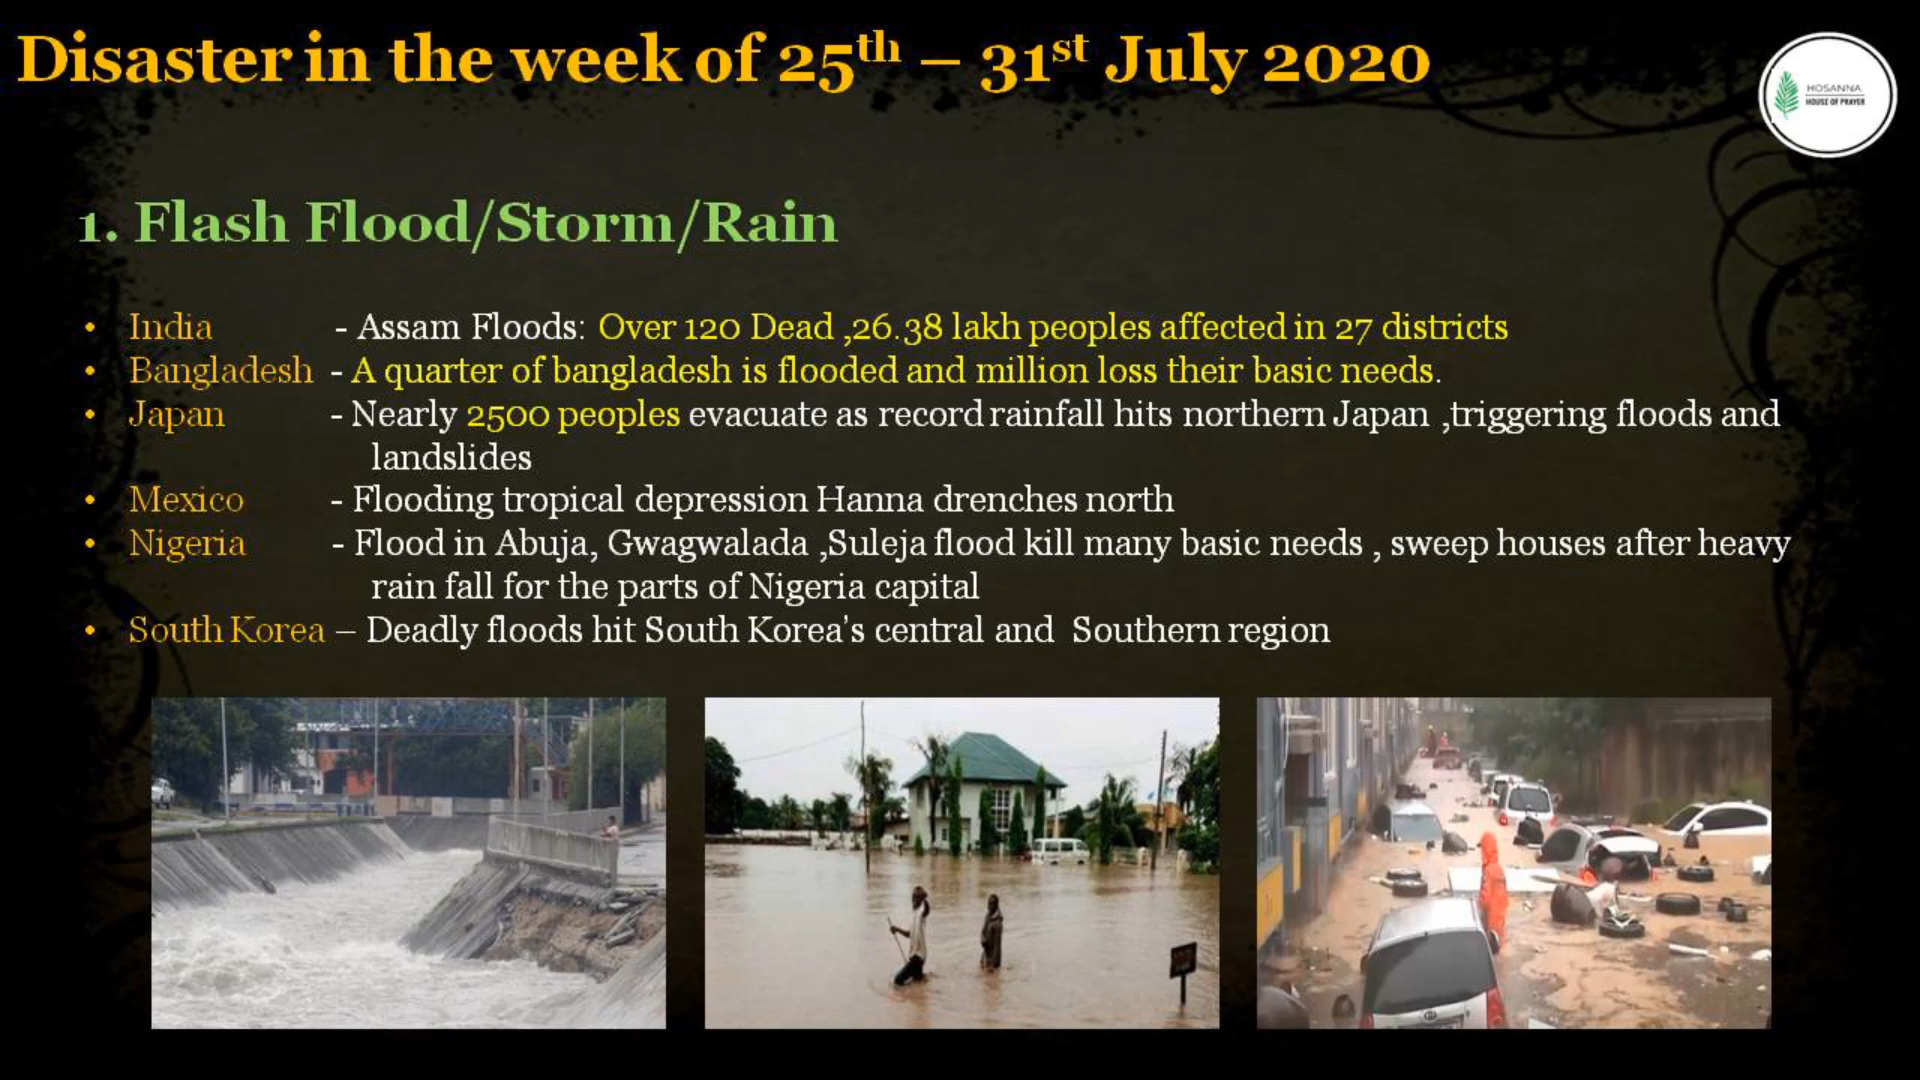 Disaster in the week of 25th – 31st July 2020
HOSANNA
HOUSE OF PRAYER
1. Flash Flood/Storm/Rain
• India - Assam Floods: Over 120 Dead ,26.38 lakh peoples affected in 27 districts
• Bangladesh - A quarter of bangladesh is flooded and million loss their basic needs.
• Japan - Nearly 2500 peoples evacuate as record rainfall hits northern Japan ,triggering floods and
landslides
• Mexico - Flooding tropical depression Hanna drenches north
• Nigeria - Flood in Abuja, Gwagwalada ,Suleja flood kill many basic needs , sweep houses after heavy
rain fall for the parts of Nigeria capital
• South Korea – Deadly floods hit South Korea's central and Southern region